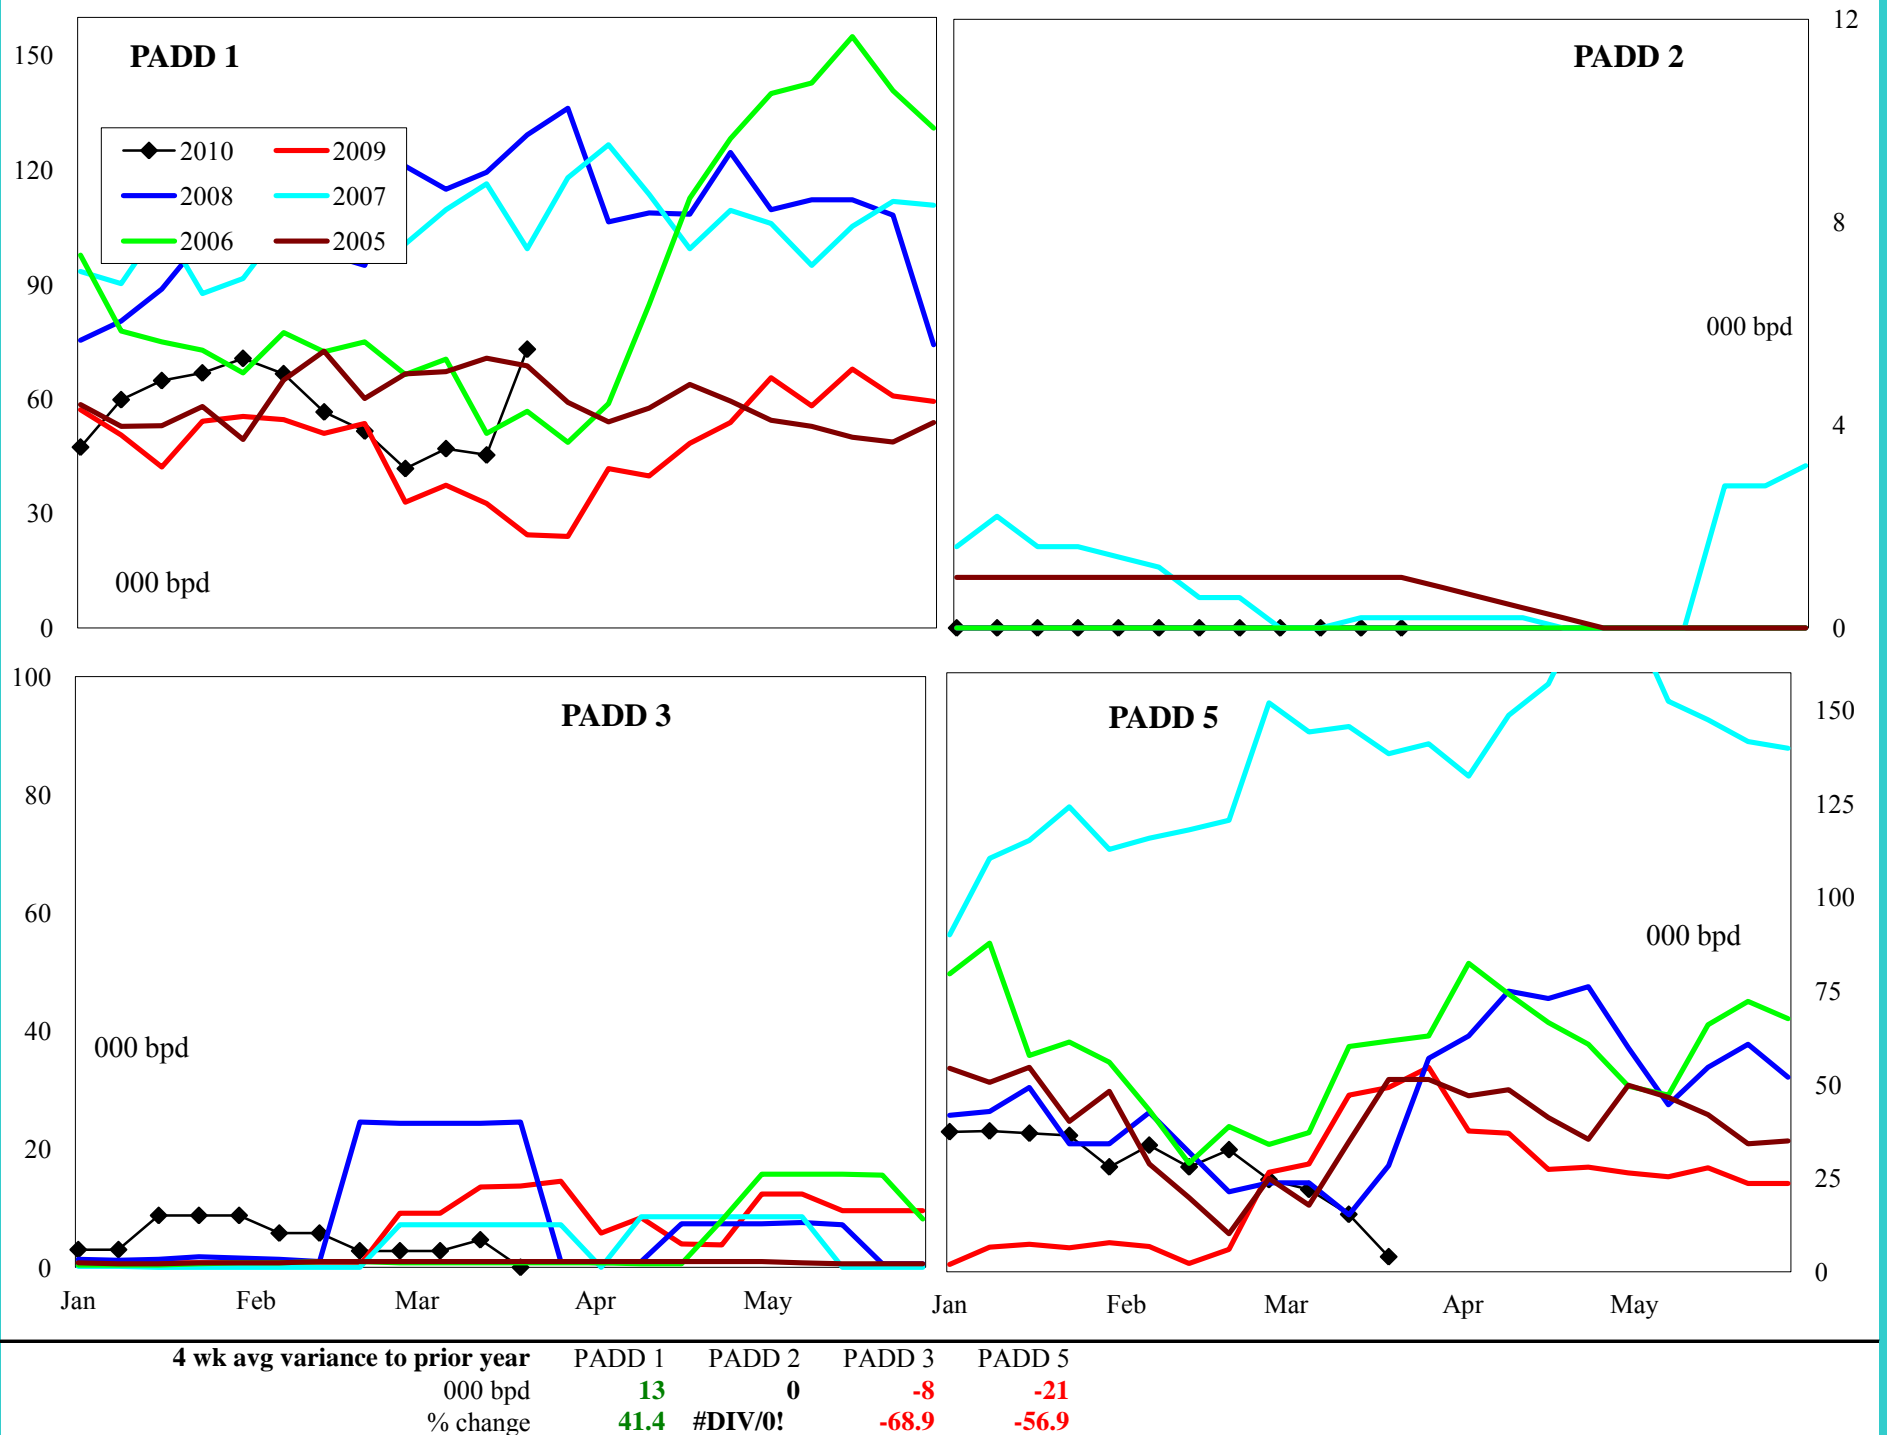 PADD 1
150
120
90
60
30
0
2010 2009
2008 2007
2006 2005
000 bpd
PADD 2
12
8
4
0
000 bpd
PADD 3
100
80
60
40
20
0
000 bpd
Jan Feb Mar Apr May
PADD 5
150
125
100
75
50
25
0
000 bpd
Jan Feb Mar Apr May
4 wk avg variance to prior year PADD 1 PADD 2 PADD 3 PADD 5
000 bpd 13 0 -8 -21
% change 41.4 #DIV/0! -68.9 -56.9